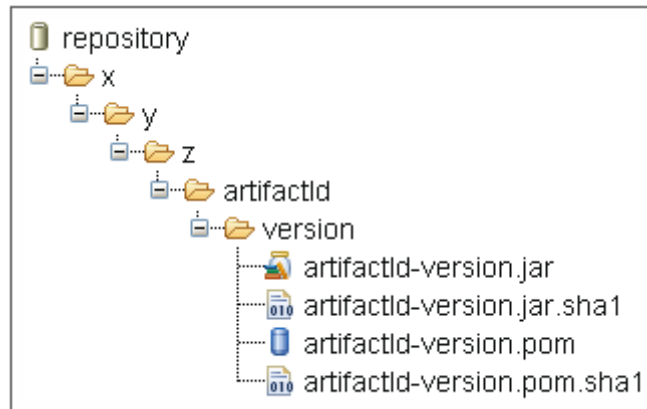 repository
x
y
z
artifactId
version
artifactId-version.jar
artifactId-version.jar.sha1
artifactId-version.pom
artifactId-version.pom.sha1